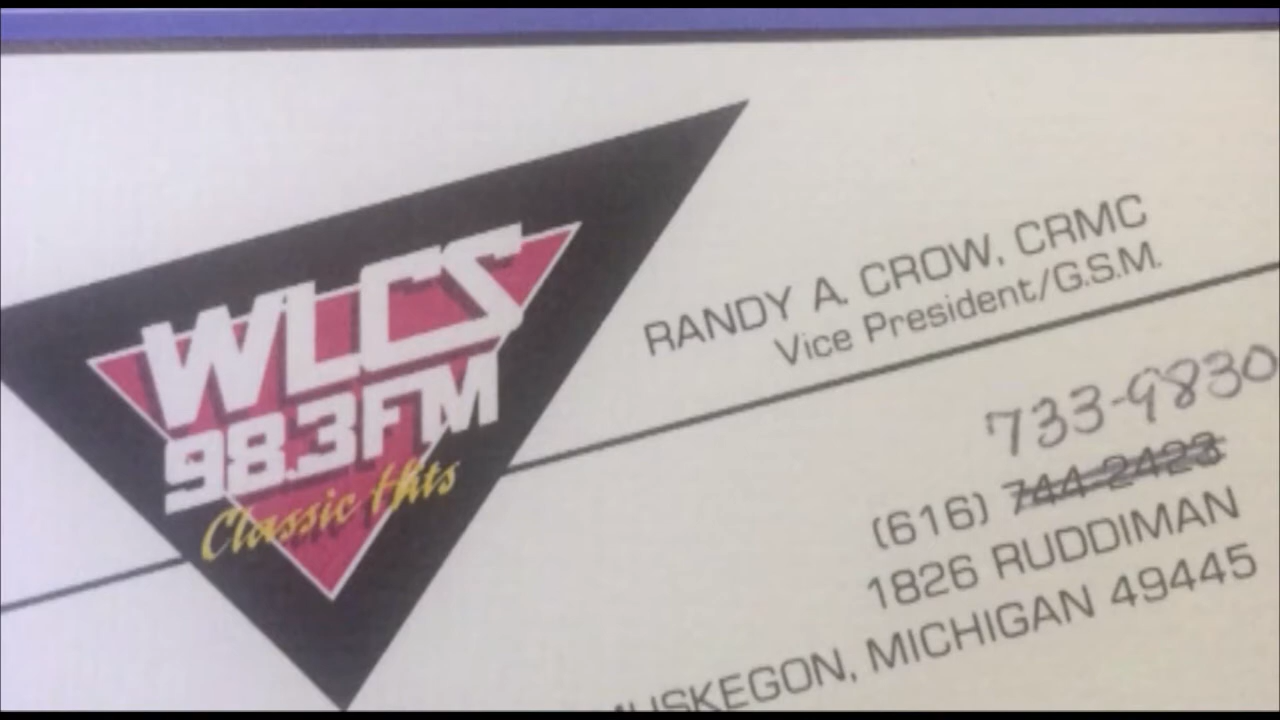 WLCS
98.3FM
Classic Hits
RANDY A. CROW, CRMC
Vice President/G.S.M.
733-9830
(616) 744-2423
1826 RUDDIMAN
MUSKEGON, MICHIGAN 49445